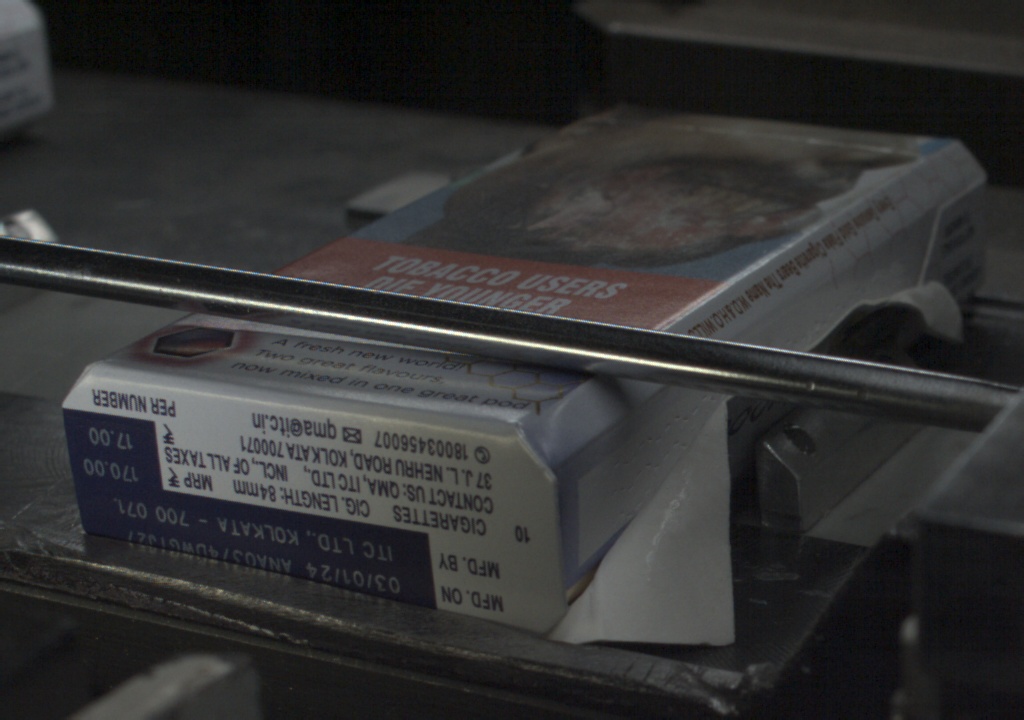 TOBACCO USERS
DIE YOUNGER
A fresh new world!
Two great flavours,
now mixed in one great pod
MFD. ON 03/01/24
MFD. BY ITC LTD., KOLKATA - 700 071.
10 CIGARETTES CIG. LENGTH: 84mm MRP ₹ 170.00
CONTACT US: QMA, ITC LTD., INCL. OF ALL TAXES
37 J. L. NEHRU ROAD, KOLKATA 700071 ₹ 17.00
18003456007 qma@itc.in PER NUMBER